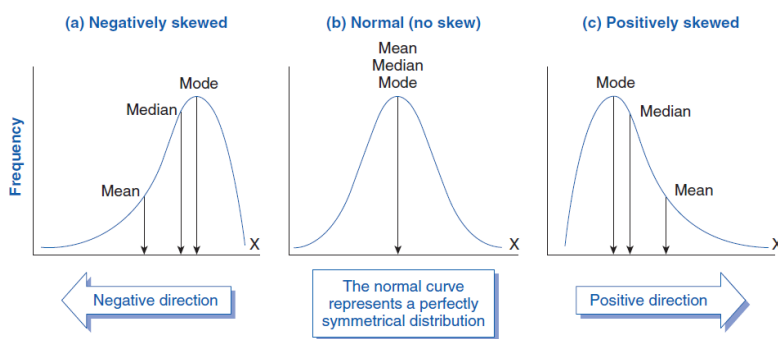 (a) Negatively skewed
(b) Normal (no skew)
(c) Positively skewed
Frequency
Mode
Median
Mean
X
Mean
Median
Mode
X
Mode
Median
Mean
X
Negative direction
The normal curve
represents a perfectly
symmetrical distribution
Positive direction